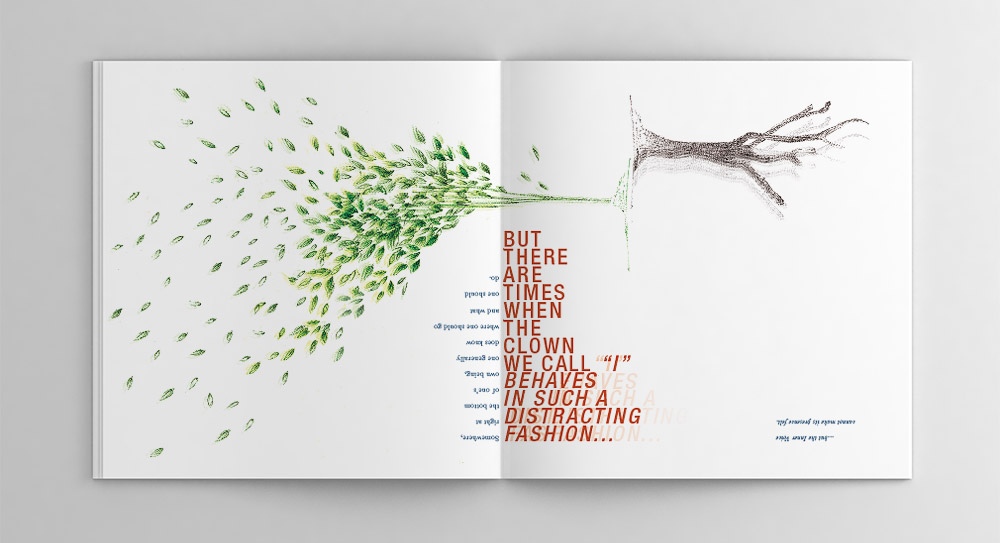 Somewhere,
right at
the bottom
of one's
own being,
one generally
does know
where one should go
and what
one should
do.
BUT
THERE
ARE
TIMES
WHEN
THE
CLOWN
WE CALL "“I”
BEHAVES
IN SUCH A
DISTRACTING
FASHION...
....but the Inner Voice
cannot make its presence felt.